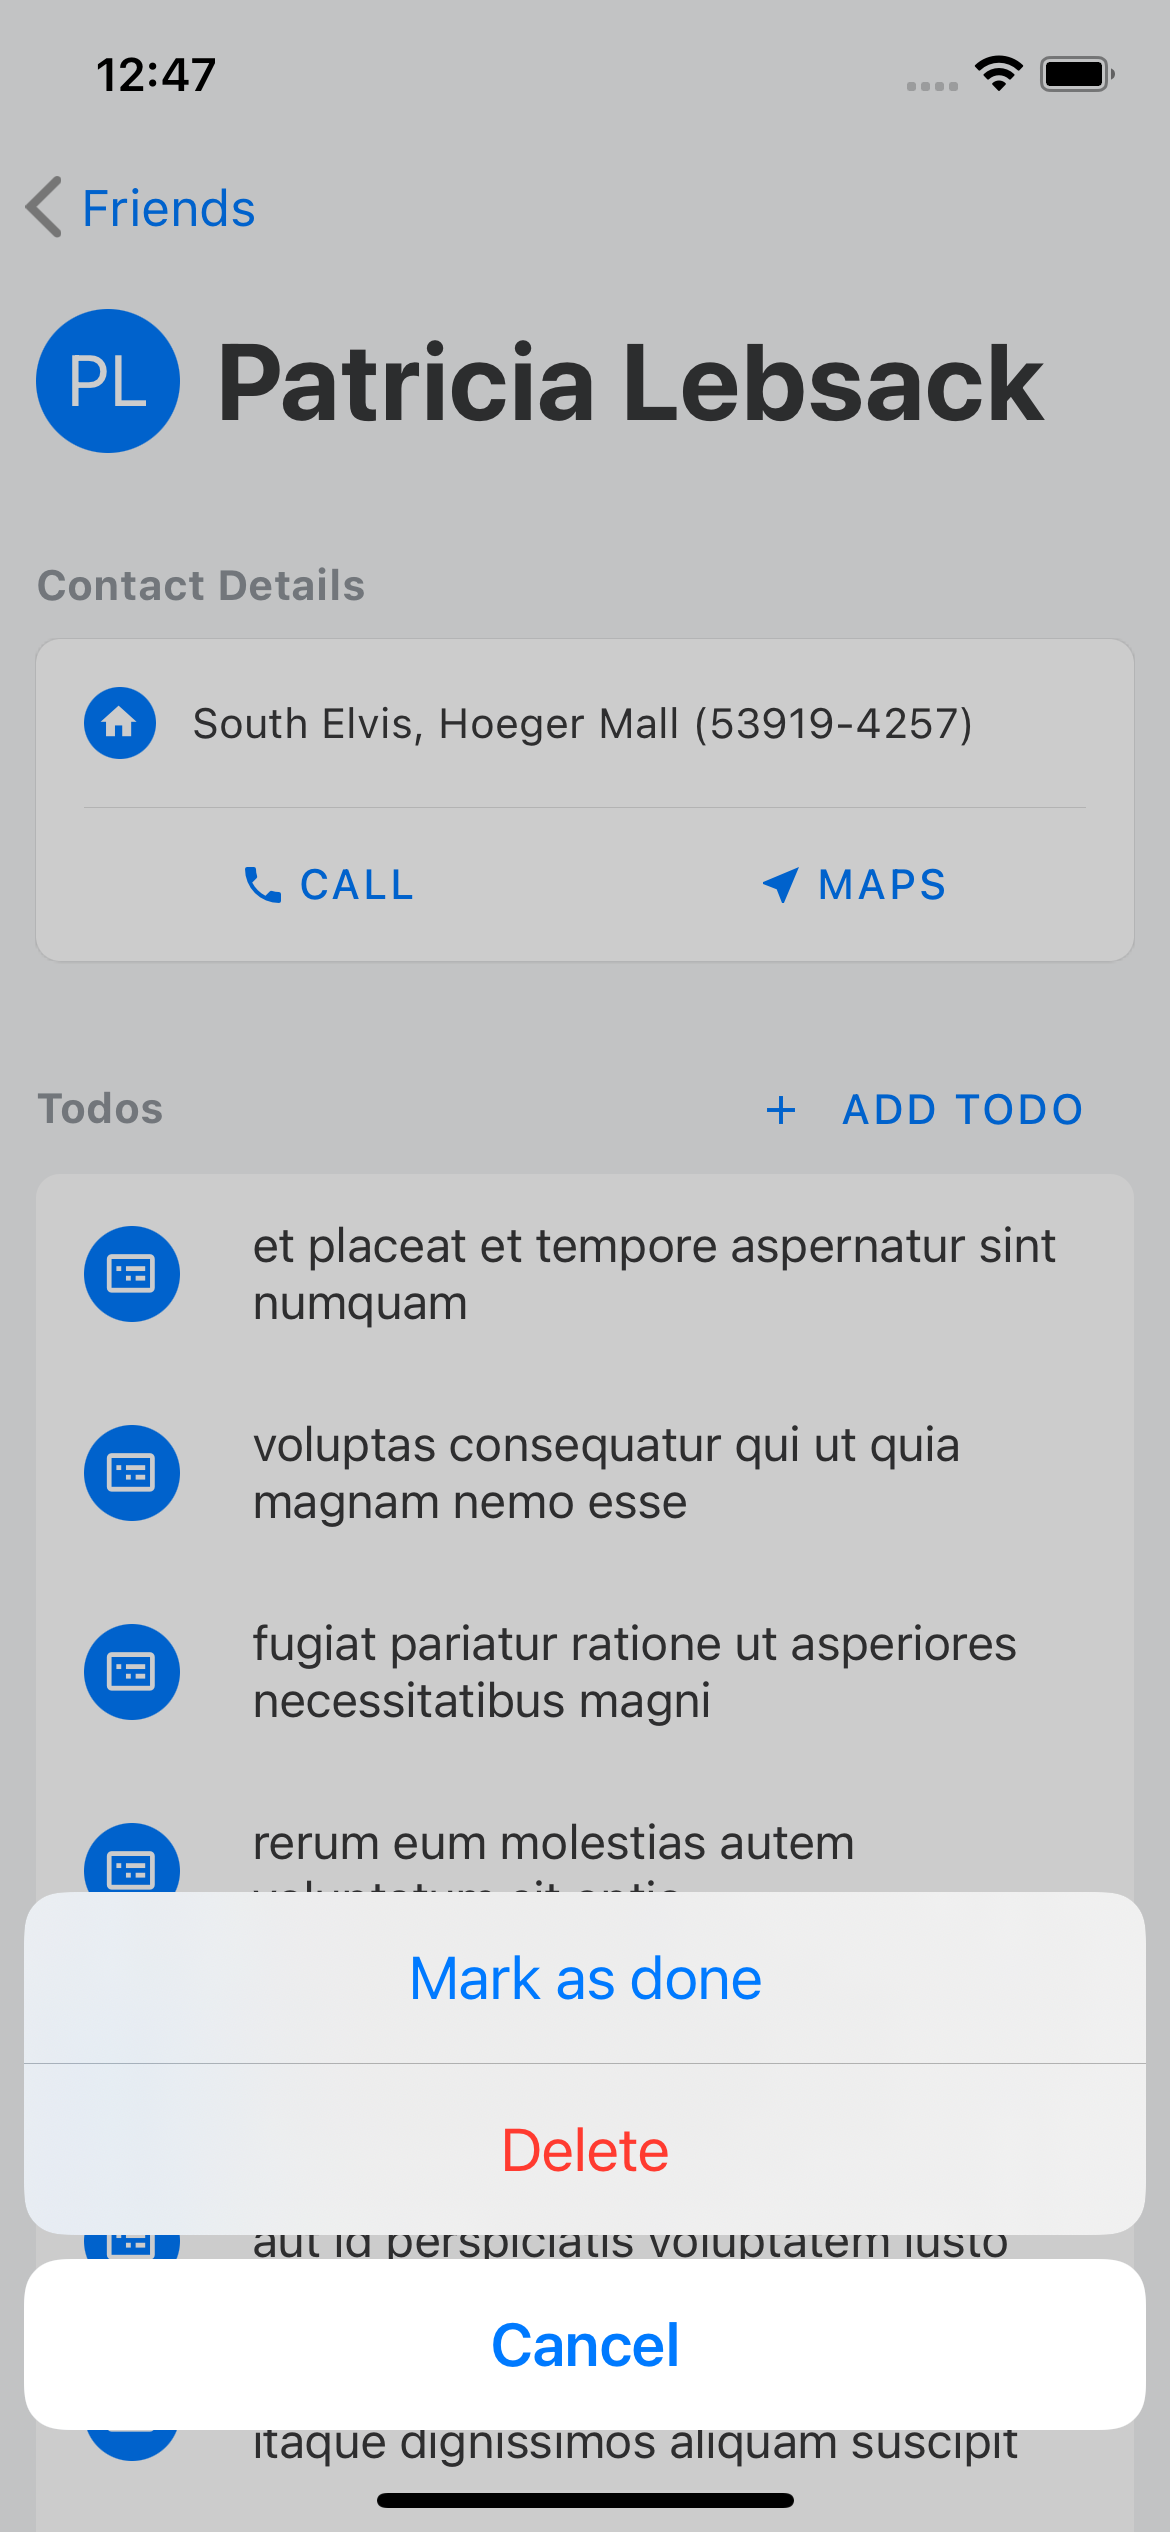 12:47
Friends
PL
Patricia Lebsack
Contact Details
South Elvis, Hoeger Mall (53919-4257)
CALL
MAPS
Todos
+ ADD TODO
et placeat et tempore aspernatur sint
numquam
voluptas consequatur qui ut quia
magnam nemo esse
fugiat pariatur ratione ut asperiores
necessitatibus magni
rerum eum molestias autem
voluptatum sit optio
Mark as done
Delete
aut id perspiciatis voluptatem iusto
Cancel
itaque dignissimos aliquam suscipit